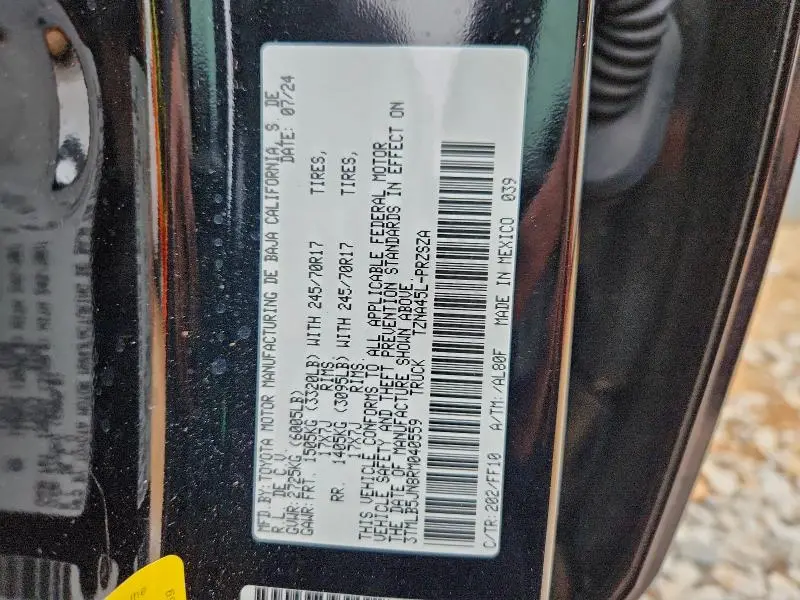 MFD.BY:TOYOTA MOTOR MANUFACTURING DE BAJA CALIFORNIA, S. DE
R. L. DE C.V. DATE: 07/24
GVWR: 2725KG (6005LB)
GAWR: FRT. 1505KG (3320LB) WITH 245/70R17 TIRES,
17X7J RIMS
RR. 1405KG (3095LB) WITH 245/70R17 TIRES,
17X7J RIMS
THIS VEHICLE CONFORMS TO ALL APPLICABLE FEDERAL MOTOR
VEHICLE SAFETY AND THEFT PREVENTION STANDARDS IN EFFECT ON
THE DATE OF MANUFACTURE SHOWN ABOVE.
3TMLB5JN8RM040559 TRUCK TZNA45L-PRZSZA
C/TR:202/FF10 A/TM: /AL80F MADE IN MEXICO 039